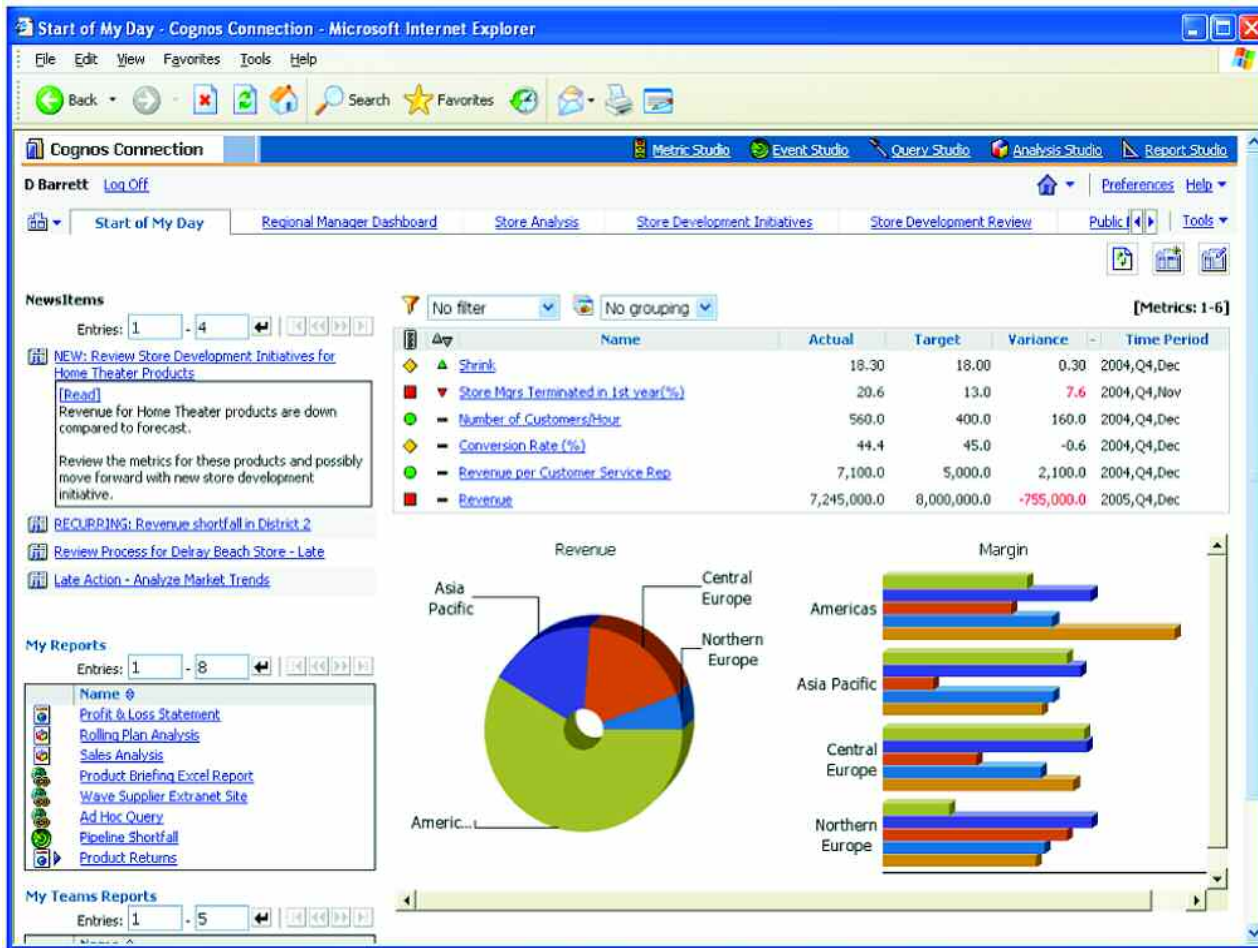 Start of My Day - Cognos Connection - Microsoft Internet Explorer
File Edit View Favorites Tools Help
Back Search Favorites
Cognos Connection Metric Studio Event Studio Query Studio Analysis Studio Report Studio
D Barrett Log Off Preferences Help
Start of My Day Regional Manager Dashboard Store Analysis Store Development Initiatives Store Development Review Public Tools
NewsItems
Entries: 1 - 4
NEW: Review Store Development Initiatives for
Home Theater Products
[Read]
Revenue for Home Theater products are down
compared to forecast.
Review the metrics for these products and possibly
move forward with new store development
initiative.
RECURRING: Revenue shortfall in District 2
Review Process for Delray Beach Store - Late
Late Action - Analyze Market Trends
My Reports
Entries: 1 - 8
Name
Profit & Loss Statement
Rolling Plan Analysis
Sales Analysis
Product Briefing Excel Report
Wave Supplier Extranet Site
Ad Hoc Query
Pipeline Shortfall
Product Returns
My Teams Reports
Entries: 1 - 5
No filter No grouping [Metrics: 1-6]
Name Actual Target Variance - Time Period
Shrink 18.30 18.00 0.30 2004,Q4,Dec
Store Mgrs Terminated in 1st year(%) 20.6 13.0 7.6 2004,Q4,Nov
Number of Customers/Hour 560.0 400.0 160.0 2004,Q4,Dec
Conversion Rate (%) 44.4 45.0 -0.6 2004,Q4,Dec
Revenue per Customer Service Rep 7,100.0 5,000.0 2,100.0 2004,Q4,Dec
Revenue 7,245,000.0 8,000,000.0 -755,000.0 2005,Q4,Dec
Revenue
Asia
Pacific
Central
Europe
Northern
Europe
Americ...
Margin
Americas
Asia Pacific
Central
Europe
Northern
Europe